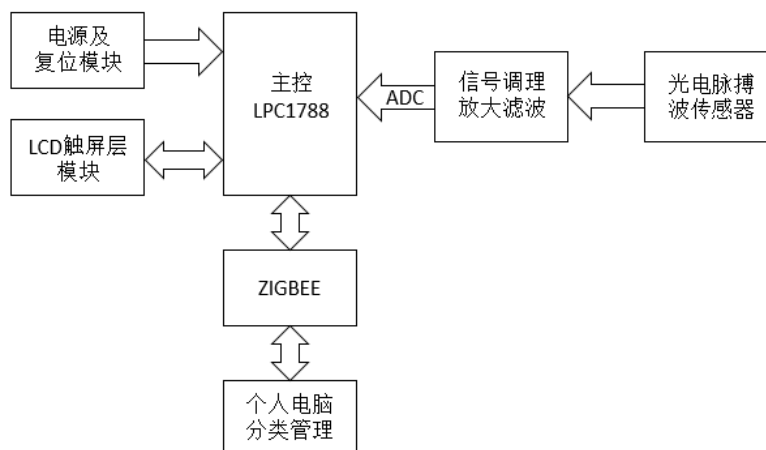 电源及
复位模块
主控
LPC1788
ADC
信号调理
放大滤波
光电脉搏
波传感器
LCD触屏层
模块
ZIGBEE
个人电脑
分类管理